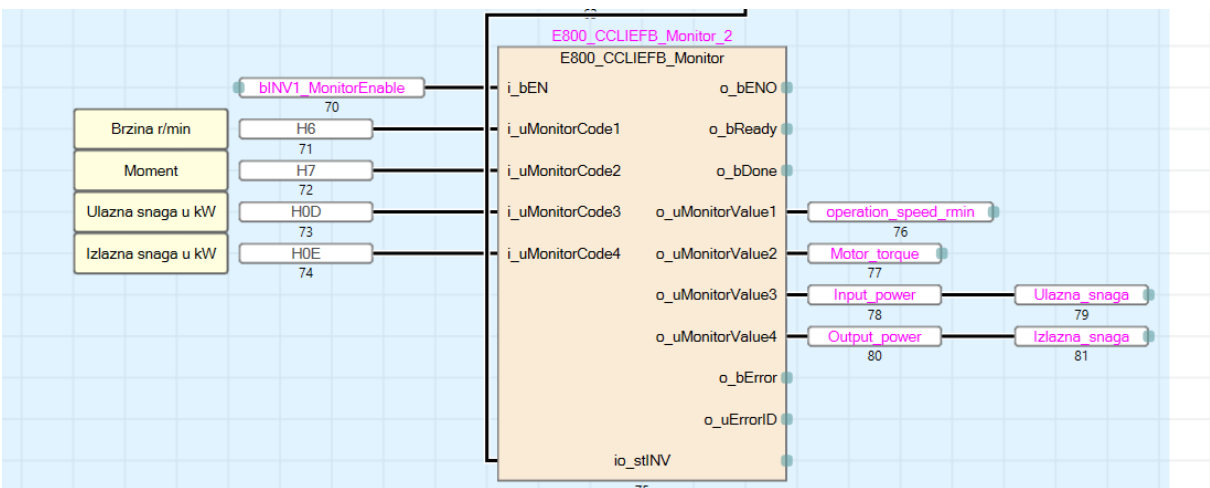 63
E800_CCLIEFB_Monitor_2
E800_CCLIEFB_Monitor
bINV1_MonitorEnable
i_bEN
o_bENO
70
Brzina r/min
H6
i_uMonitorCode1
o_bReady
71
Moment
H7
i_uMonitorCode2
o_bDone
72
Ulazna snaga u kW
H0D
i_uMonitorCode3
o_uMonitorValue1
operation_speed_rmin
73
76
Izlazna snaga u kW
H0E
i_uMonitorCode4
o_uMonitorValue2
Motor_torque
74
77
o_uMonitorValue3
Input_power
Ulazna_snaga
78
79
o_uMonitorValue4
Output_power
Izlazna_snaga
80
81
o_bError
o_uErrorID
io_stINV
75